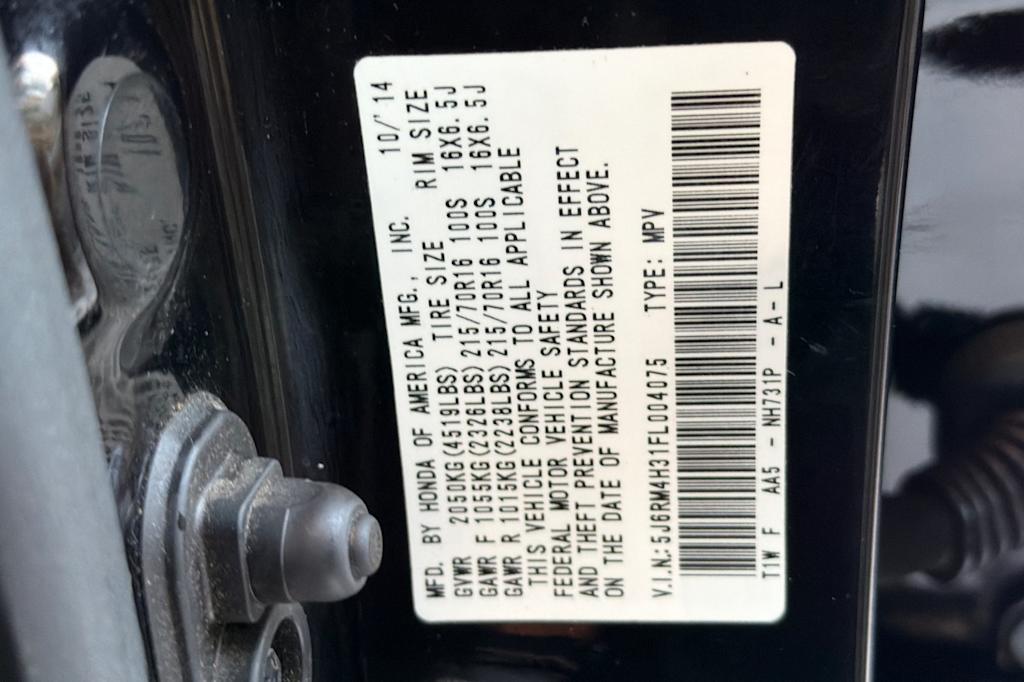 MFD. BY HONDA OF AMERICA MFG., INC. 10/'14
GVWR 2050KG(4519LBS) TIRE SIZE RIM SIZE
GAWR F 1055KG(2326LBS) 215/70R16 100S 16X6.5J
GAWR R 1015KG(2238LBS) 215/70R16 100S 16X6.5J
THIS VEHICLE CONFORMS TO ALL APPLICABLE
FEDERAL MOTOR VEHICLE SAFETY
AND THEFT PREVENTION STANDARDS IN EFFECT
ON THE DATE OF MANUFACTURE SHOWN ABOVE.
V.I.N.: 5J6RM4H31FL004075 TYPE: MPV
T1W F AA5 - NH731P - A - L